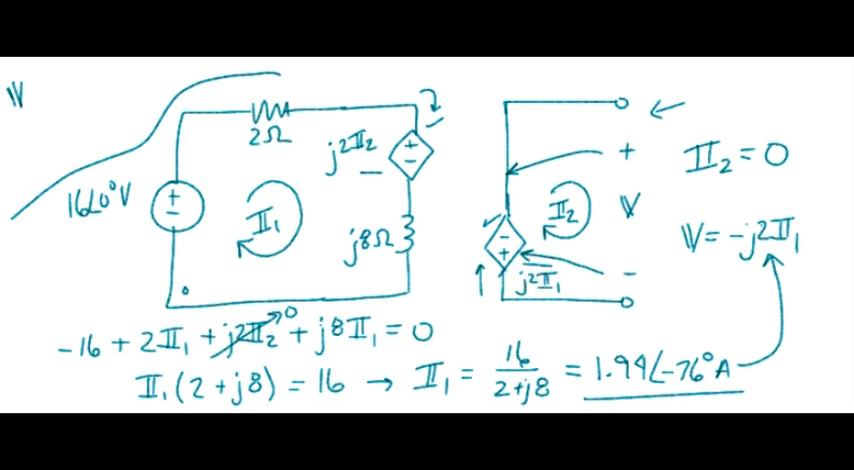 𝕍
2Ω
j2𝕀₂
+
−
16∠0°V
+
−
𝕀₁
j8Ω
+
𝕀₂
𝕍
−
+
j2𝕀₁
−
𝕀₂ = 0
𝕍 = -j2𝕀₁
-16 + 2𝕀₁ + j2𝕀₂ 0 + j8𝕀₁ = 0
𝕀₁(2+j8) = 16 → 𝕀₁ = 16/2+j8 = 1.94∠-76°A